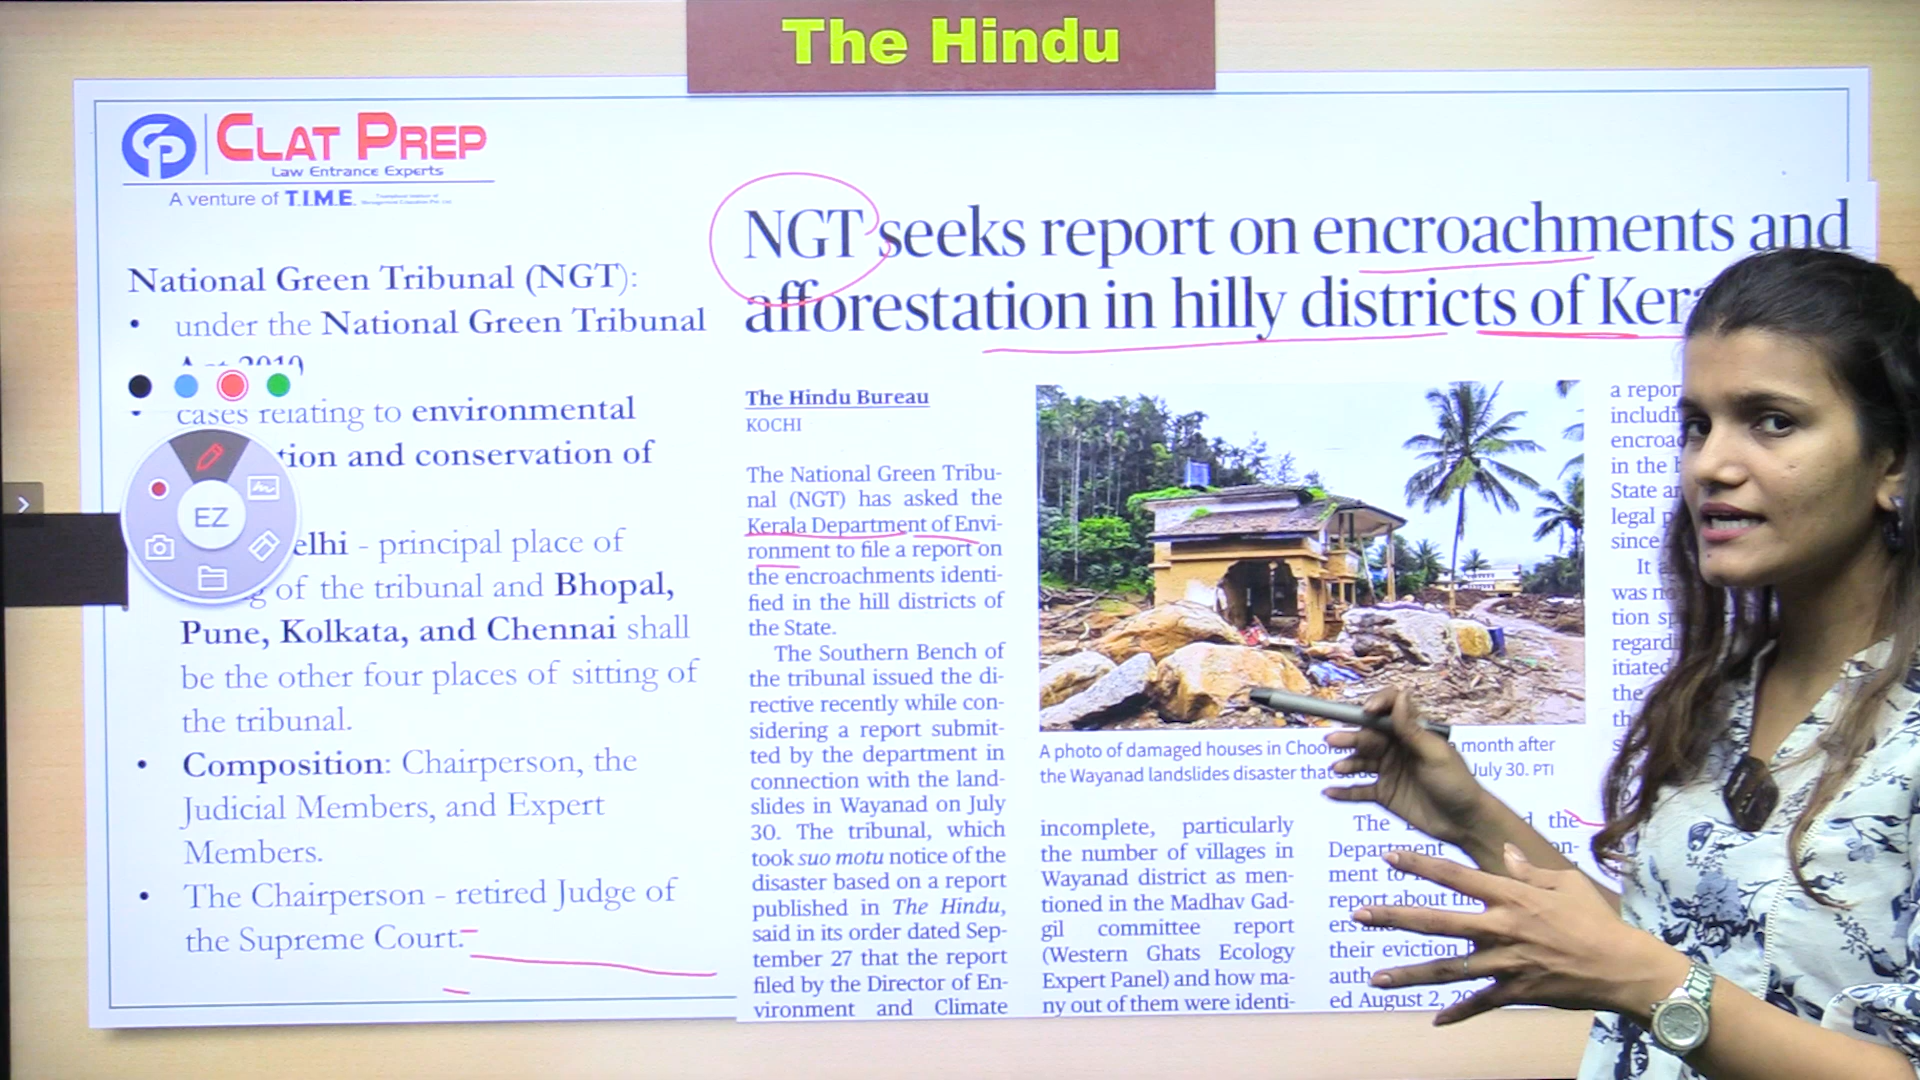 The Hindu
CLAT PREP
Law Entrance Experts
A venture of T.I.M.E.
National Green Tribunal (NGT):
• under the National Green Tribunal
Act 2010
• cases relating to environmental
tion and conservation of
elhi - principal place of
g of the tribunal and Bhopal,
Pune, Kolkata, and Chennai shall
be the other four places of sitting of
the tribunal.
• Composition: Chairperson, the
Judicial Members, and Expert
Members.
• The Chairperson - retired Judge of
the Supreme Court.
EZ
NGT seeks report on encroachments and
afforestation in hilly districts of Ker
The Hindu Bureau
KOCHI
The National Green Tribu-
nal (NGT) has asked the
Kerala Department of Envi-
ronment to file a report on
the encroachments identi-
fied in the hill districts of
the State.
The Southern Bench of
the tribunal issued the di-
rective recently while con-
sidering a report submit-
ted by the department in
connection with the land-
slides in Wayanad on July
30. The tribunal, which
took suo motu notice of the
disaster based on a report
published in The Hindu,
said in its order dated Sep-
tember 27 that the report
filed by the Director of En-
vironment and Climate
A photo of damaged houses in month after
the Wayanad landslides disaster that July 30. PTI
incomplete, particularly
the number of villages in
Wayanad district as men-
tioned in the Madhav Gad-
gil committee report
(Western Ghats Ecology
Expert Panel) and how ma-
ny out of them were identi-
The the
Department
ment to
report about the
ers
their eviction
auth
ed August 2, 20
a repor
includi
encroac
in the
State ar
legal p
since
It
was no
tion sp
regardi
itiated
the
th